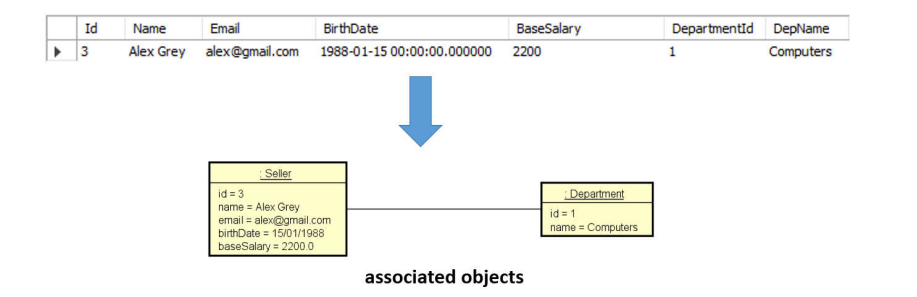 Id Name Email BirthDate BaseSalary DepartmentId DepName
3 Alex Grey alex@gmail.com 1988-01-15 00:00:00.000000 2200 1 Computers
: Seller
id = 3
name = Alex Grey
email = alex@gmail.com
birthDate = 15/01/1988
baseSalary = 2200.0
: Department
id = 1
name = Computers
associated objects